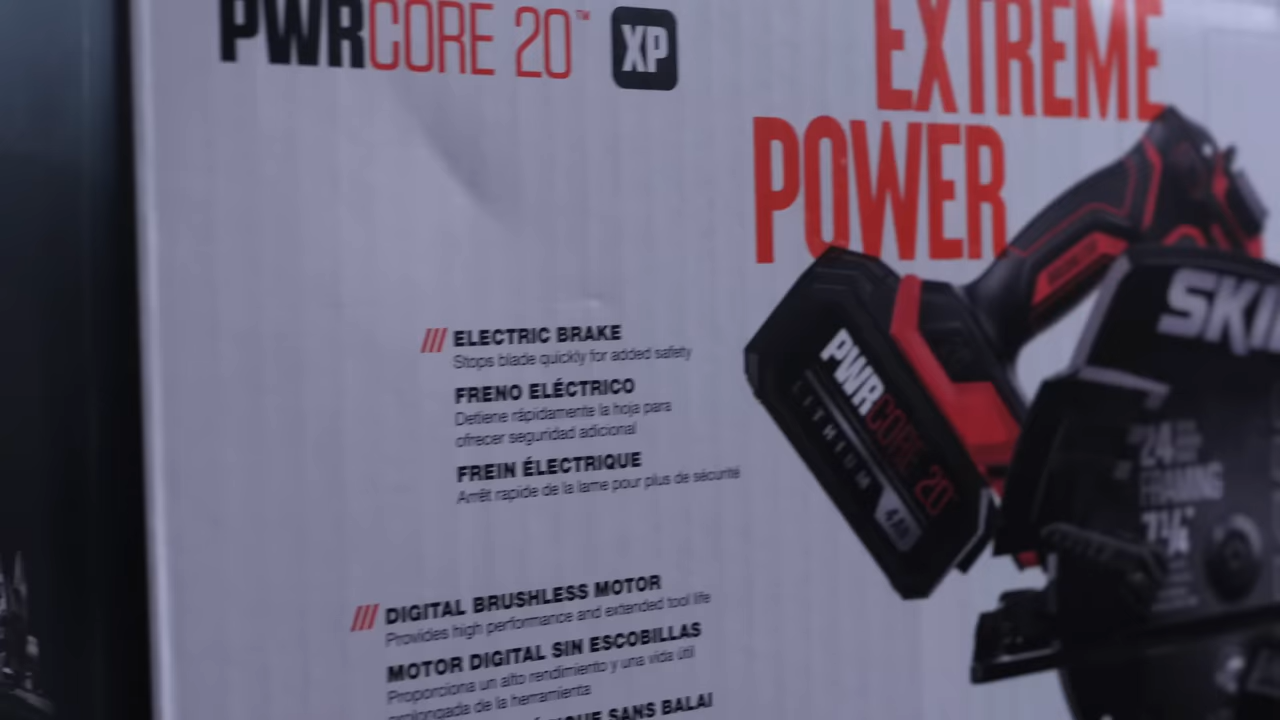 PWRCORE 20™ XP
EXTREME
POWER
/// ELECTRIC BRAKE
Stops blade quickly for added safety
FRENO ELÉCTRICO
Detiene rápidamente la hoja para
ofrecer seguridad adicional
FREIN ÉLECTRIQUE
Arrêt rapide de la lame pour plus de sécurité
/// DIGITAL BRUSHLESS MOTOR
Provides high performance and extended tool life
MOTOR DIGITAL SIN ESCOBILLAS
Proporciona un alto rendimiento y una vida útil
prolongada de la herramienta
SANS BALAI
PWRCORE 20™
LITHIUM
4AH
24
FRAMING
7¼"